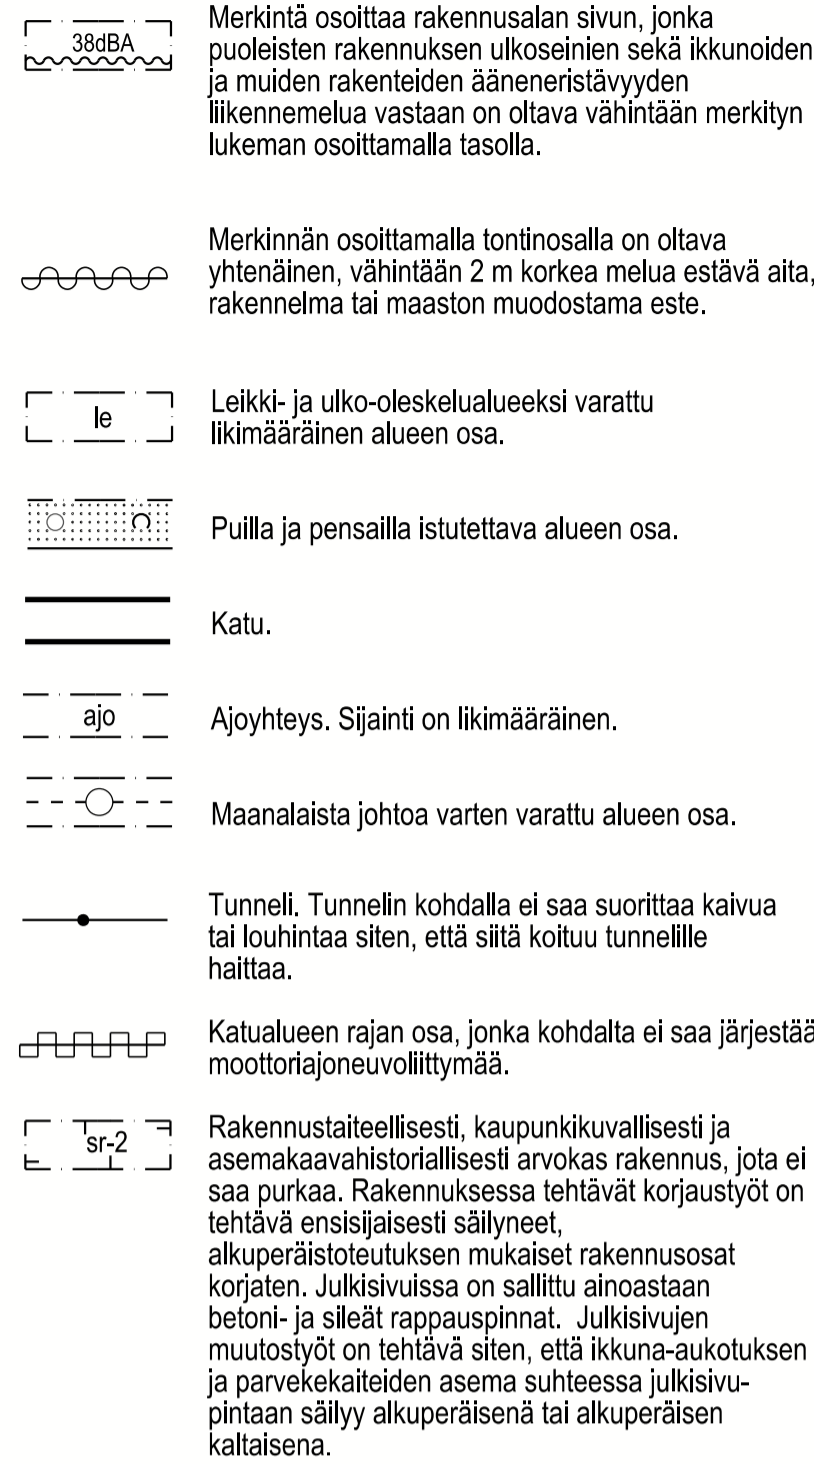 38dBA
Merkintä osoittaa rakennusalan sivun, jonka
puoleisten rakennuksen ulkoseinien sekä ikkunoiden
ja muiden rakenteiden ääneneristävyyden
liikennemelua vastaan on oltava vähintään merkityn
lukeman osoittamalla tasolla.
Merkinnän osoittamalla tontinosalla on oltava
yhtenäinen, vähintään 2 m korkea melua estävä aita,
rakennelma tai maaston muodostama este.
le
Leikki- ja ulko-oleskelualueeksi varattu
likimääräinen alueen osa.
Puilla ja pensailla istutettava alueen osa.
Katu.
ajo
Ajoyhteys. Sijainti on likimääräinen.
Maanalaista johtoa varten varattu alueen osa.
Tunneli. Tunnelin kohdalla ei saa suorittaa kaivua
tai louhintaa siten, että siitä koituu tunnelille
haittaa.
Katualueen rajan osa, jonka kohdalta ei saa järjestää
moottoriajoneuvoliittymää.
sr-2
Rakennustaiteellisesti, kaupunkikuvallisesti ja
asemakaavahistoriallisesti arvokas rakennus, jota ei
saa purkaa. Rakennuksessa tehtävät korjaustyöt on
tehtävä ensisijaisesti säilyneet,
alkuperäistoteutuksen mukaiset rakennusosat
korjaten. Julkisivuissa on sallittu ainoastaan
betoni- ja sileät rappauspinnat. Julkisivujen
muutostyöt on tehtävä siten, että ikkuna-aukotuksen
ja parvekekaiteiden asema suhteessa julkisivu-
pintaan säilyy alkuperäisenä tai alkuperäisen
kaltaisena.